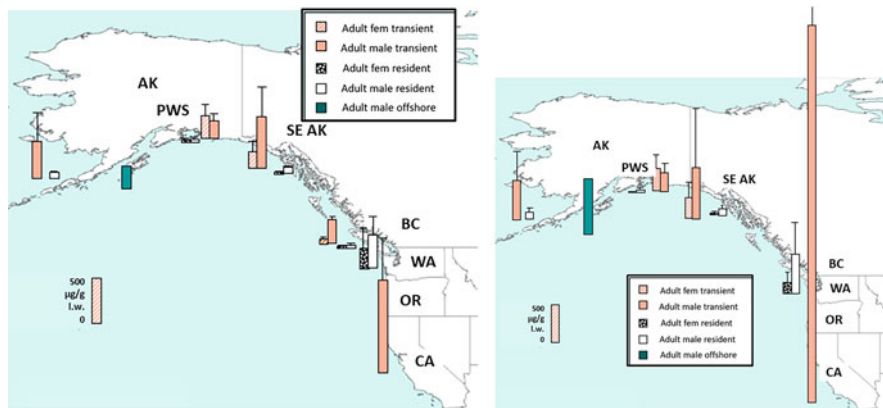 Adult fem transient
Adult male transient
Adult fem resident
Adult male resident
Adult male offshore
AK
PWS
SE AK
BC
WA
OR
CA
500
µg/g
l.w.
0
AK
PWS
SE AK
BC
WA
OR
CA
500
µg/g
l.w.
0
Adult fem transient
Adult male transient
Adult fem resident
Adult male resident
Adult male offshore